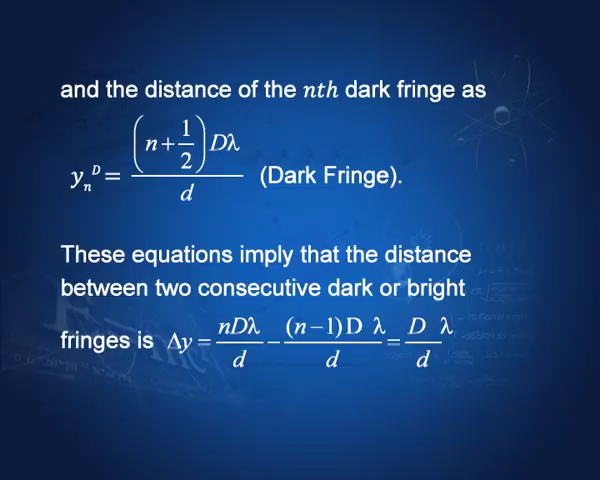 and the distance of the nth dark fringe as
yₙᴰ = (n + 1/2) Dλ / d (Dark Fringe).
These equations imply that the distance
between two consecutive dark or bright
fringes is Δy = nDλ/d − (n−1)D λ/d = D λ/d